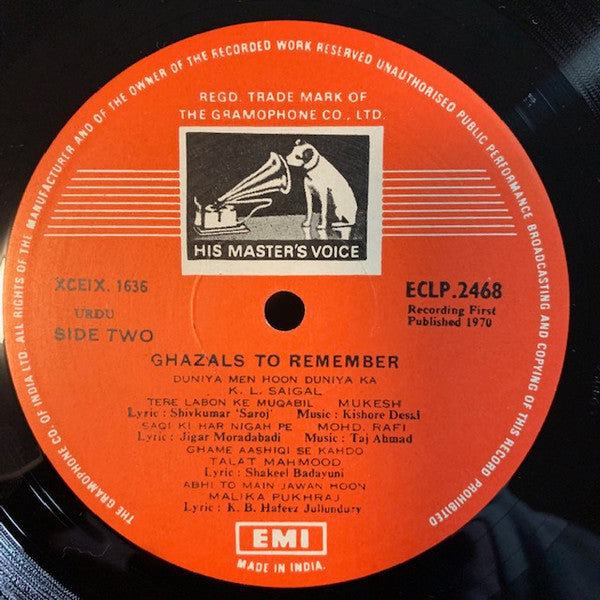 THE GRAMOPHONE CO. OF INDIA LTD. ALL RIGHTS OF THE MANUFACTURER AND OF THE OWNER OF THE RECORDED WORK RESERVED UNAUTHORISED PUBLIC PERFORMANCE BROADCASTING AND COPYING OF THIS RECORD PROHIBITED
REGD. TRADE MARK OF
THE GRAMOPHONE CO., LTD.
HIS MASTER'S VOICE
XCEIX. 1636
ECLP.2468
URDU
Recording First
SIDE TWO
Published 1970
GHAZALS TO REMEMBER
DUNIYA MEN HOON DUNIYA KA
K. L. SAIGAL
TERE LABON KE MUQABIL MUKESH
Lyric : Shivkumar 'Saroj' Music : Kishore Desai
SAQI KI HAR NIGAH PE MOHD. RAFI
Lyric : Jigar Moradabadi Music : Taj Ahmad
GHAME AASHIQI SE KAHDO
TALAT MAHMOOD
Lyric : Shakeel Badayuni
ABHI TO MAIN JAWAN HOON
MALIKA PUKHRAJ
Lyric : K. B. Hafeez Jullundury
EMI
MADE IN INDIA.